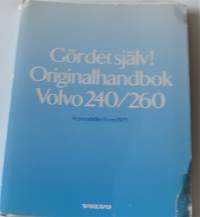 Gör det själv!
Originalhandbok
Volvo 240/260
VOLVO